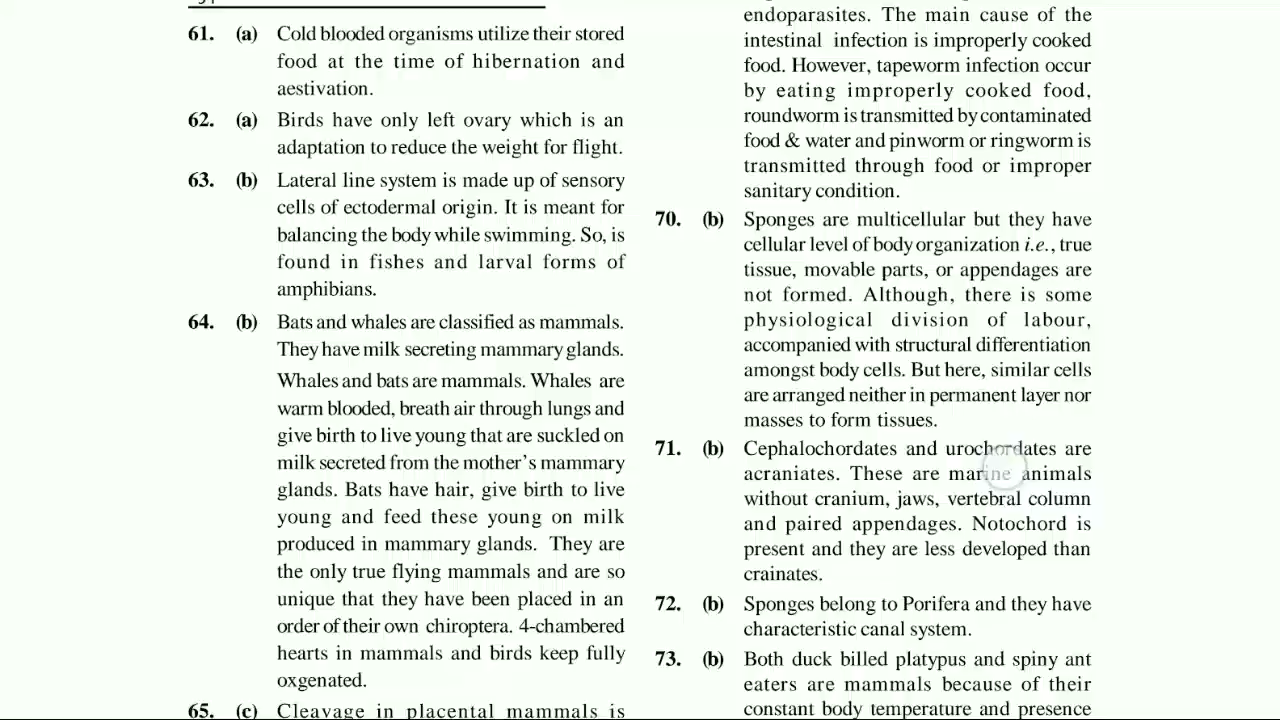 61. (a) Cold blooded organisms utilize their stored
food at the time of hibernation and
aestivation.
62. (a) Birds have only left ovary which is an
adaptation to reduce the weight for flight.
63. (b) Lateral line system is made up of sensory
cells of ectodermal origin. It is meant for
balancing the body while swimming. So, is
found in fishes and larval forms of
amphibians.
64. (b) Bats and whales are classified as mammals.
They have milk secreting mammary glands.
Whales and bats are mammals. Whales are
warm blooded, breath air through lungs and
give birth to live young that are suckled on
milk secreted from the mother's mammary
glands. Bats have hair, give birth to live
young and feed these young on milk
produced in mammary glands. They are
the only true flying mammals and are so
unique that they have been placed in an
order of their own chiroptera. 4-chambered
hearts in mammals and birds keep fully
oxgenated.
65. (c) Cleavage in placental mammals is
endoparasites. The main cause of the
intestinal infection is improperly cooked
food. However, tapeworm infection occur
by eating improperly cooked food,
roundworm is transmitted by contaminated
food & water and pinworm or ringworm is
transmitted through food or improper
sanitary condition.
70. (b) Sponges are multicellular but they have
cellular level of body organization i.e., true
tissue, movable parts, or appendages are
not formed. Although, there is some
physiological division of labour,
accompanied with structural differentiation
amongst body cells. But here, similar cells
are arranged neither in permanent layer nor
masses to form tissues.
71. (b) Cephalochordates and urochordates are
acraniates. These are marine animals
without cranium, jaws, vertebral column
and paired appendages. Notochord is
present and they are less developed than
crainates.
72. (b) Sponges belong to Porifera and they have
characteristic canal system.
73. (b) Both duck billed platypus and spiny ant
eaters are mammals because of their
constant body temperature and presence